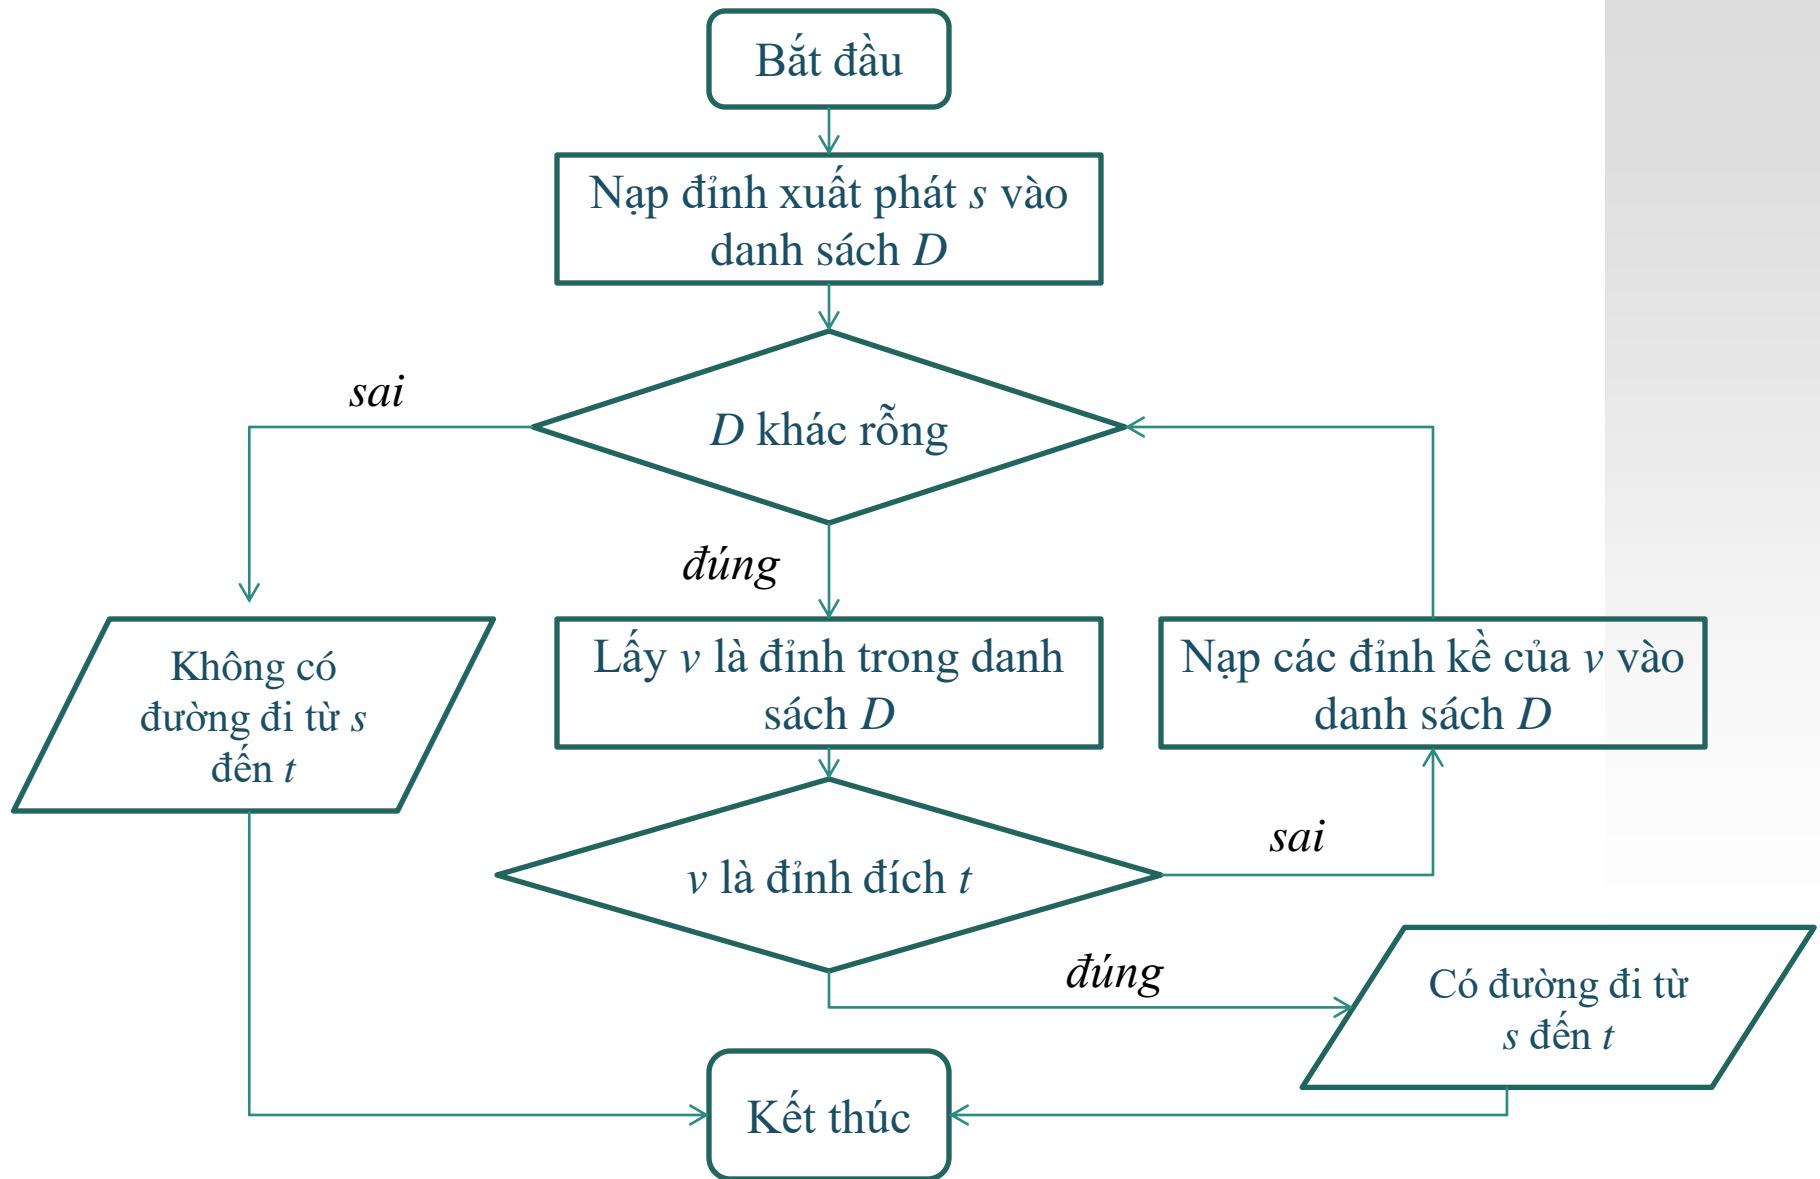 Bắt đầu
Nạp đỉnh xuất phát s vào
danh sách D
sai
D khác rỗng
đúng
Không có
đường đi từ s
đến t
Lấy v là đỉnh trong danh
sách D
Nạp các đỉnh kề của v vào
danh sách D
sai
v là đỉnh đích t
đúng
Có đường đi từ
s đến t
Kết thúc